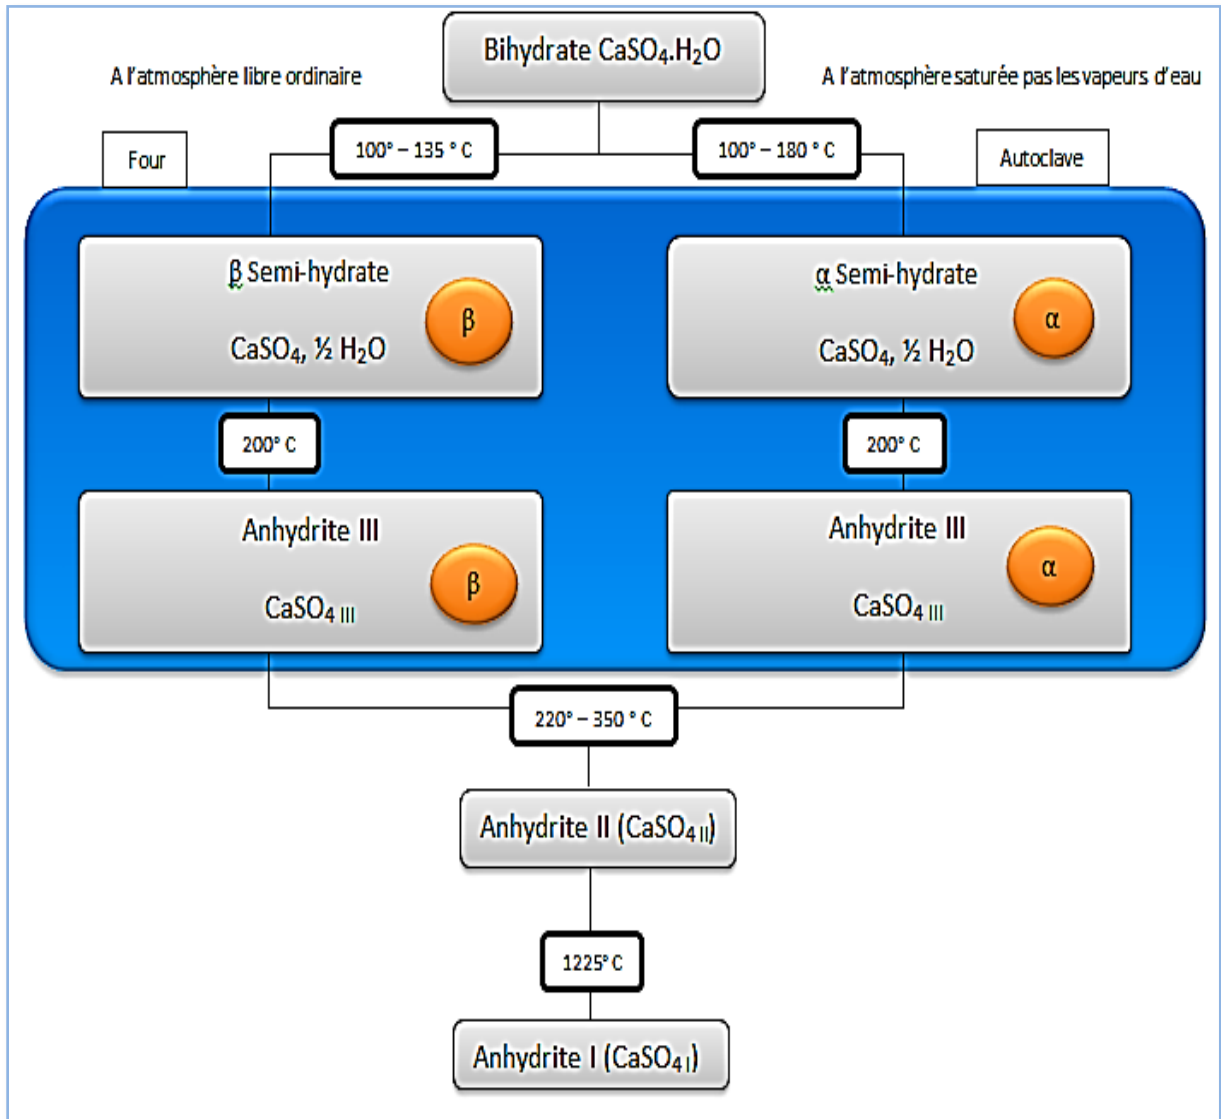 Bihydrate CaSO₄.H₂O
A l'atmosphère libre ordinaire
A l'atmosphère saturée pas les vapeurs d'eau
100° – 135 ° C
100° – 180 ° C
Four
Autoclave
β Semi-hydrate
CaSO₄, ½ H₂O
β
α Semi-hydrate
CaSO₄, ½ H₂O
α
200° C
200° C
Anhydrite III
CaSO₄ III
β
Anhydrite III
CaSO₄ III
α
220° – 350 ° C
Anhydrite II (CaSO₄ II)
1225° C
Anhydrite I (CaSO₄ I)